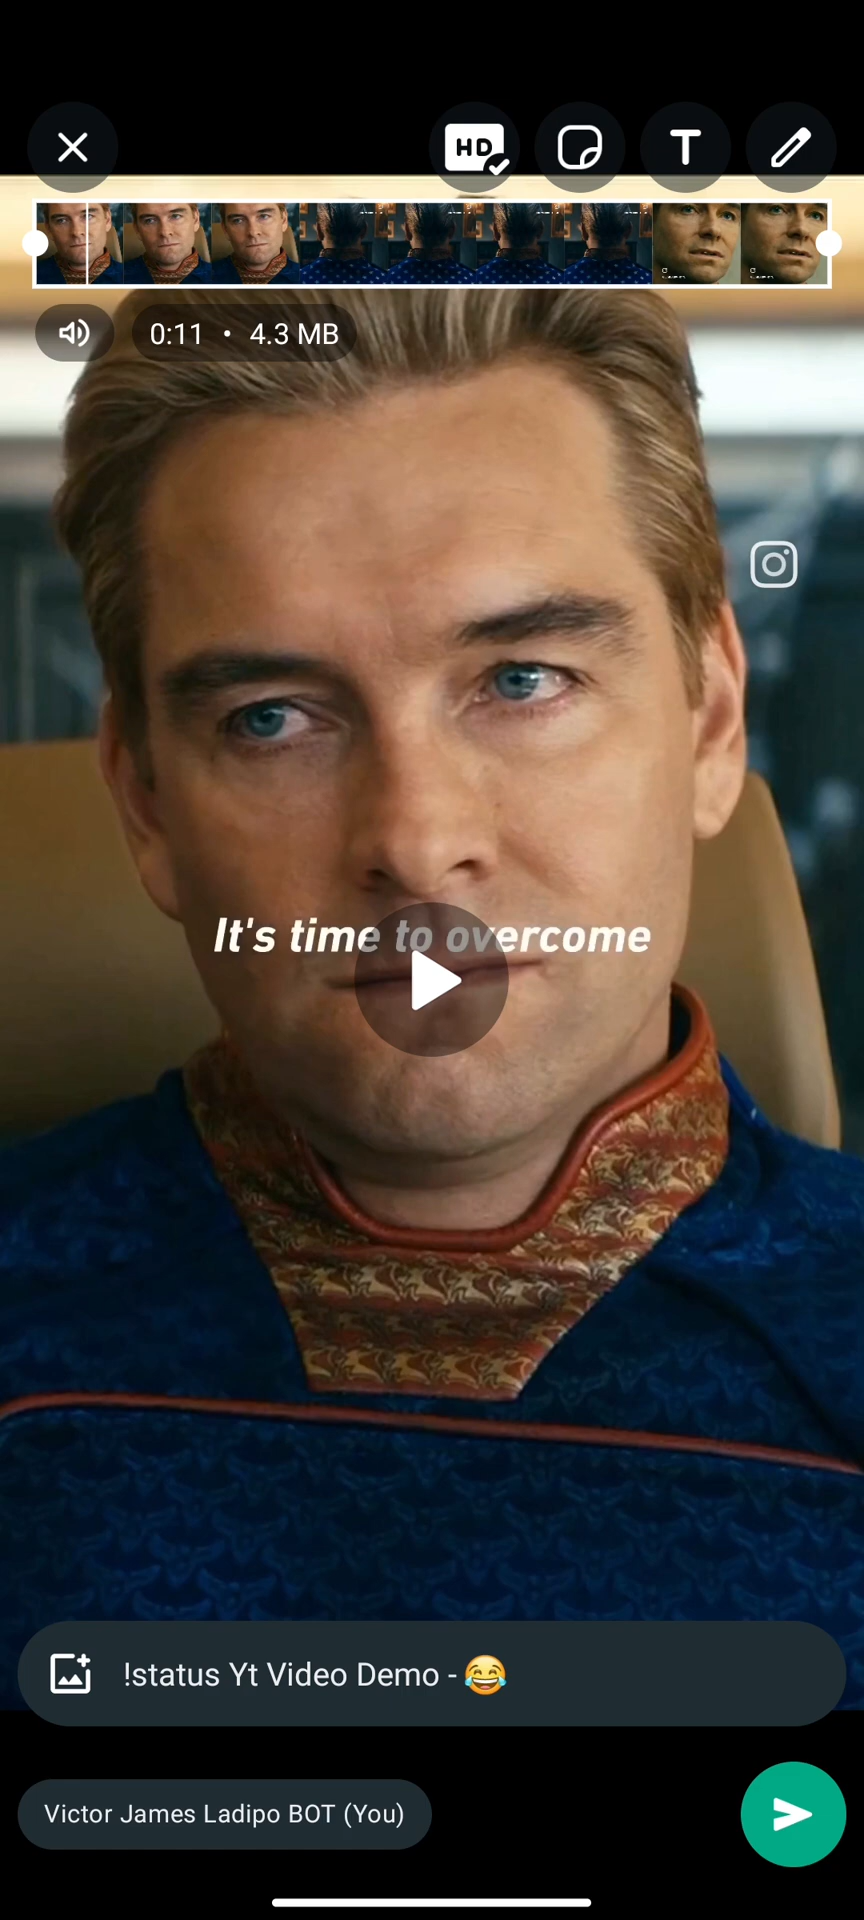 HD
T
0:11 • 4.3 MB
It's time to overcome
!status Yt Video Demo - 😂
Victor James Ladipo BOT (You)